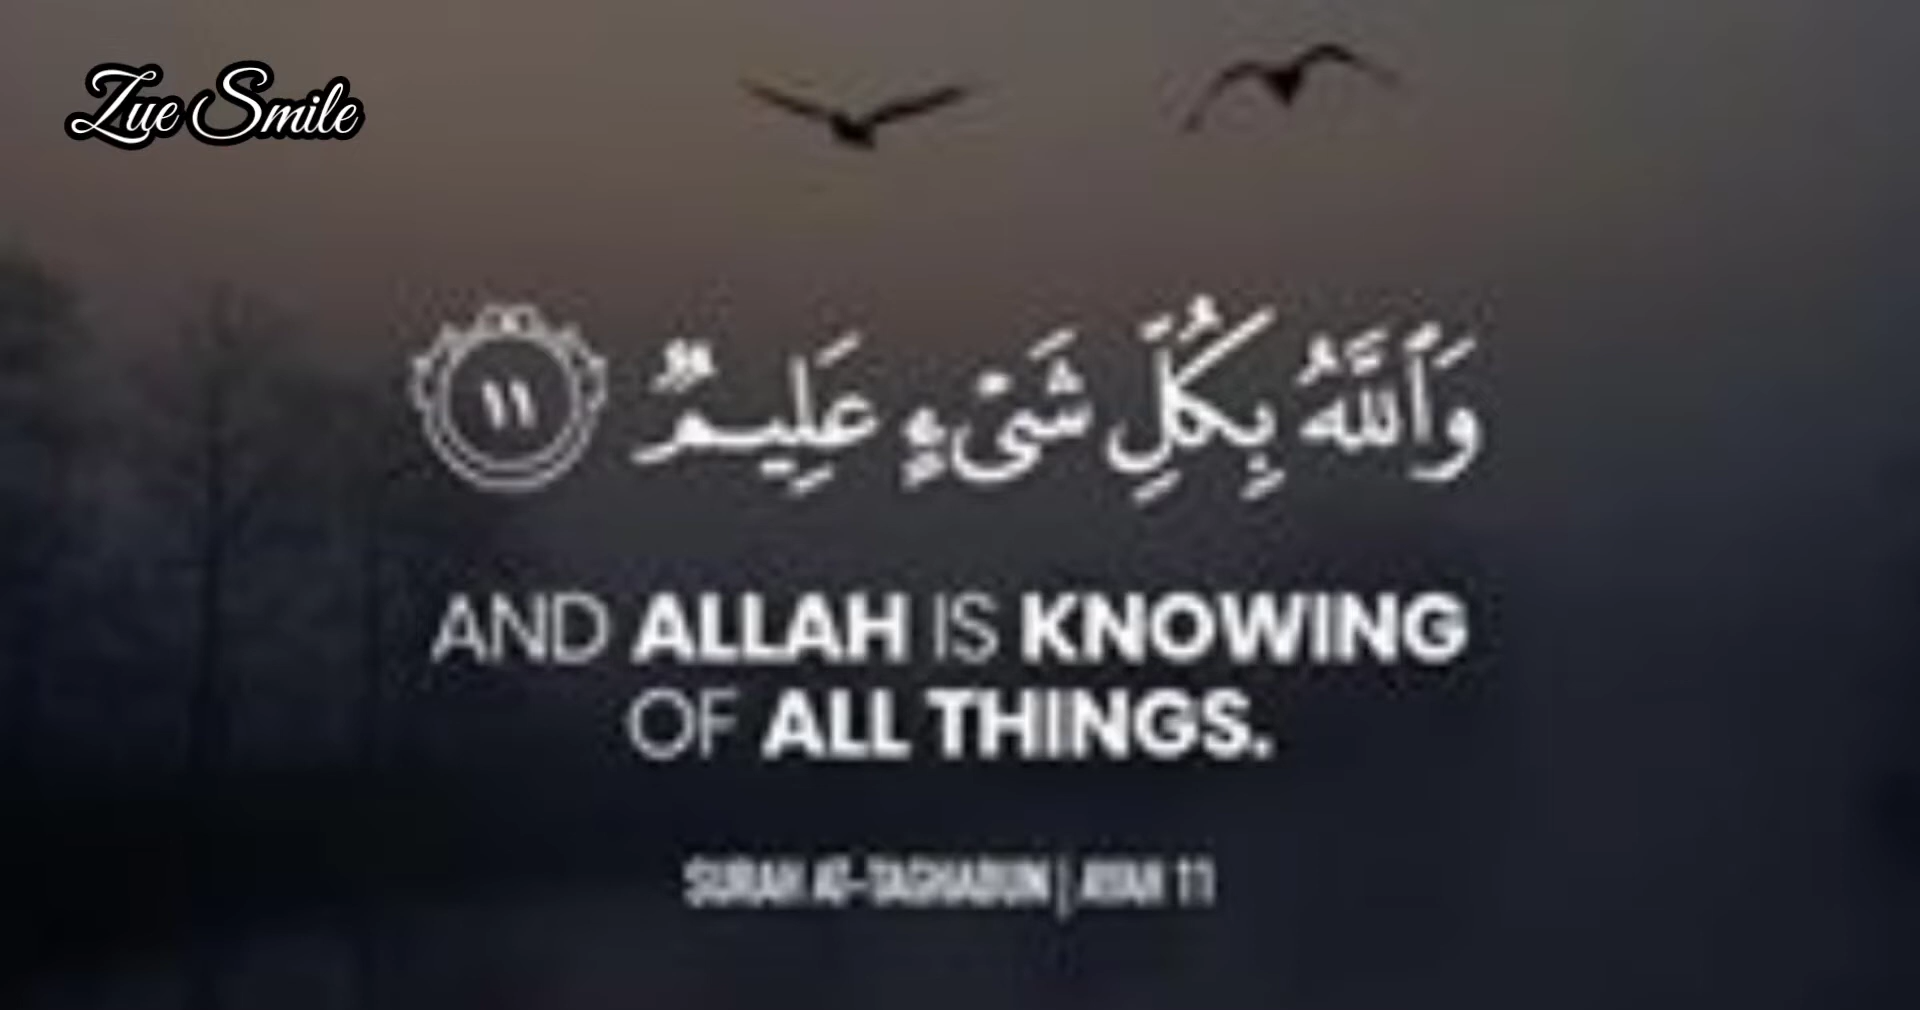 Zue Smile
وَٱللَّهُ بِكُلِّ شَىْءٍ عَلِيمٌ ١١
AND ALLAH IS KNOWING
OF ALL THINGS.
SURAH AT-TAGHABUN | AYAH 11